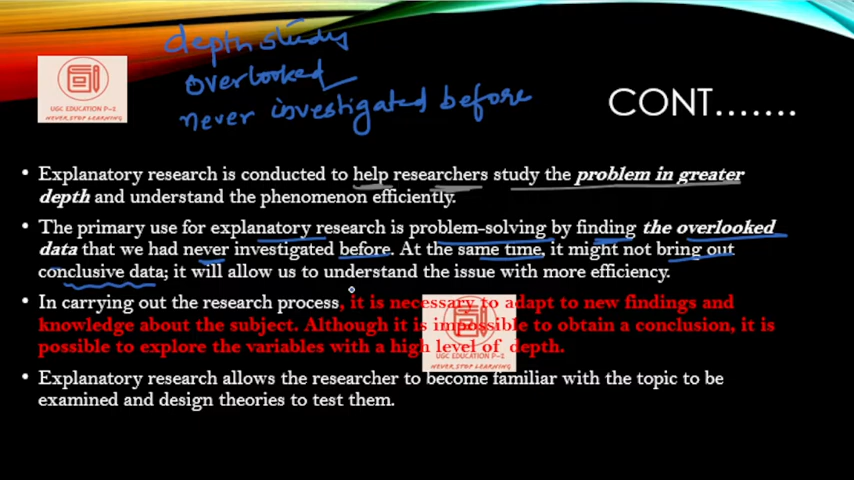 depth study
overlooked
never investigated before
UGC EDUCATION P-1
NEVER STOP LEARNING
CONT.......
• Explanatory research is conducted to help researchers study the problem in greater
depth and understand the phenomenon efficiently.
• The primary use for explanatory research is problem-solving by finding the overlooked
data that we had never investigated before. At the same time, it might not bring out
conclusive data; it will allow us to understand the issue with more efficiency.
• In carrying out the research process, it is necessary to adapt to new findings and
knowledge about the subject. Although it is impossible to obtain a conclusion, it is
possible to explore the variables with a high level of depth.
UGC EDUCATION P-1
NEVER STOP LEARNING
• Explanatory research allows the researcher to become familiar with the topic to be
examined and design theories to test them.